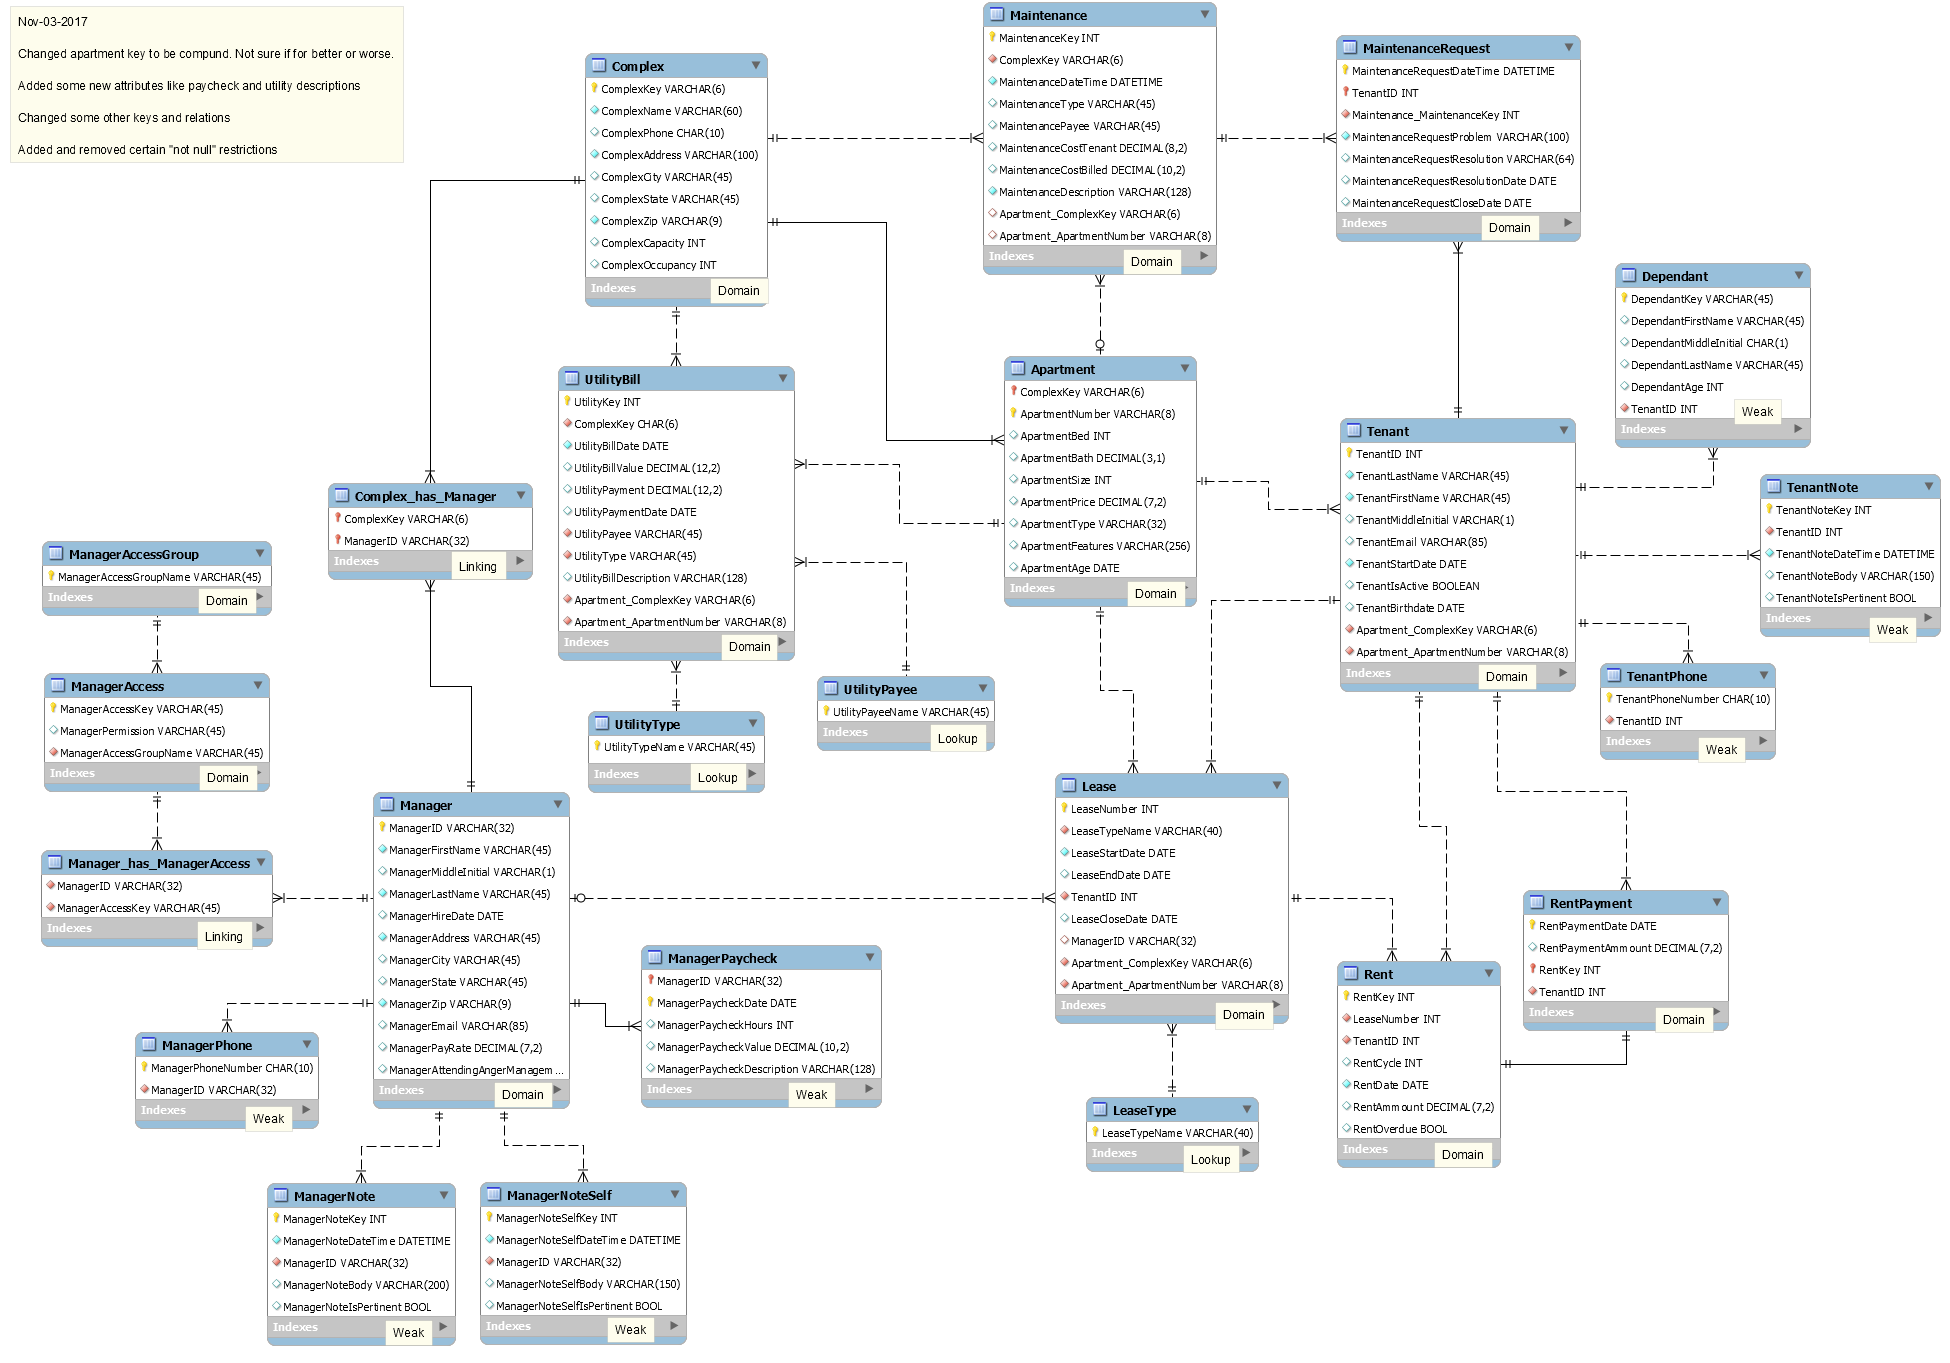 Nov-03-2017
Changed apartment key to be compund. Not sure if for better or worse.
Added some new attributes like paycheck and utility descriptions
Changed some other keys and relations
Added and removed certain "not null" restrictions
Complex
ComplexKey VARCHAR(6)
ComplexName VARCHAR(60)
ComplexPhone CHAR(10)
ComplexAddress VARCHAR(100)
ComplexCity VARCHAR(45)
ComplexState VARCHAR(45)
ComplexZip VARCHAR(9)
ComplexCapacity INT
ComplexOccupancy INT
Indexes
Domain
Maintenance
MaintenanceKey INT
ComplexKey VARCHAR(6)
MaintenanceDateTime DATETIME
MaintenanceType VARCHAR(45)
MaintenancePayee VARCHAR(45)
MaintenanceCostTenant DECIMAL(8,2)
MaintenanceCostBilled DECIMAL(10,2)
MaintenanceDescription VARCHAR(128)
Apartment_ComplexKey VARCHAR(6)
Apartment_ApartmentNumber VARCHAR(8)
Indexes
Domain
MaintenanceRequest
MaintenanceRequestDateTime DATETIME
TenantID INT
Maintenance_MaintenanceKey INT
MaintenanceRequestProblem VARCHAR(100)
MaintenanceRequestResolution VARCHAR(64)
MaintenanceRequestResolutionDate DATE
MaintenanceRequestCloseDate DATE
Indexes
Domain
Dependant
DependantKey VARCHAR(45)
DependantFirstName VARCHAR(45)
DependantMiddleInitial CHAR(1)
DependantLastName VARCHAR(45)
DependantAge INT
TenantID INT
Weak
Indexes
UtilityBill
UtilityKey INT
ComplexKey CHAR(6)
UtilityBillDate DATE
UtilityBillValue DECIMAL(12,2)
UtilityPayment DECIMAL(12,2)
UtilityPaymentDate DATE
UtilityPayee VARCHAR(45)
UtilityType VARCHAR(45)
UtilityBillDescription VARCHAR(128)
Apartment_ComplexKey VARCHAR(6)
Apartment_ApartmentNumber VARCHAR(8)
Indexes
Domain
Apartment
ComplexKey VARCHAR(6)
ApartmentNumber VARCHAR(8)
ApartmentBed INT
ApartmentBath DECIMAL(3,1)
ApartmentSize INT
ApartmentPrice DECIMAL(7,2)
ApartmentType VARCHAR(32)
ApartmentFeatures VARCHAR(256)
ApartmentAge DATE
Indexes
Domain
Tenant
TenantID INT
TenantLastName VARCHAR(45)
TenantFirstName VARCHAR(45)
TenantMiddleInitial VARCHAR(1)
TenantEmail VARCHAR(85)
TenantStartDate DATE
TenantIsActive BOOLEAN
TenantBirthdate DATE
Apartment_ComplexKey VARCHAR(6)
Apartment_ApartmentNumber VARCHAR(8)
Indexes
Domain
TenantNote
TenantNoteKey INT
TenantID INT
TenantNoteDateTime DATETIME
TenantNoteBody VARCHAR(150)
TenantNoteIsPertinent BOOL
Indexes
Weak
Complex_has_Manager
ComplexKey VARCHAR(6)
ManagerID VARCHAR(32)
Indexes
Linking
ManagerAccessGroup
ManagerAccessGroupName VARCHAR(45)
Indexes
Domain
ManagerAccess
ManagerAccessKey VARCHAR(45)
ManagerPermission VARCHAR(45)
ManagerAccessGroupName VARCHAR(45)
Indexes
Domain
UtilityType
UtilityTypeName VARCHAR(45)
Indexes
Lookup
UtilityPayee
UtilityPayeeName VARCHAR(45)
Indexes
Lookup
TenantPhone
TenantPhoneNumber CHAR(10)
TenantID INT
Indexes
Weak
Manager_has_ManagerAccess
ManagerID VARCHAR(32)
ManagerAccessKey VARCHAR(45)
Indexes
Linking
Manager
ManagerID VARCHAR(32)
ManagerFirstName VARCHAR(45)
ManagerMiddleInitial VARCHAR(1)
ManagerLastName VARCHAR(45)
ManagerHireDate DATE
ManagerAddress VARCHAR(45)
ManagerCity VARCHAR(45)
ManagerState VARCHAR(45)
ManagerZip VARCHAR(9)
ManagerEmail VARCHAR(85)
ManagerPayRate DECIMAL(7,2)
ManagerAttendingAngerManagem ...
Indexes
Domain
Lease
LeaseNumber INT
LeaseTypeName VARCHAR(40)
LeaseStartDate DATE
LeaseEndDate DATE
TenantID INT
LeaseCloseDate DATE
ManagerID VARCHAR(32)
Apartment_ComplexKey VARCHAR(6)
Apartment_ApartmentNumber VARCHAR(8)
Indexes
Domain
RentPayment
RentPaymentDate DATE
RentPaymentAmmount DECIMAL(7,2)
RentKey INT
TenantID INT
Indexes
Domain
ManagerPaycheck
ManagerID VARCHAR(32)
ManagerPaycheckDate DATE
ManagerPaycheckHours INT
ManagerPaycheckValue DECIMAL(10,2)
ManagerPaycheckDescription VARCHAR(128)
Indexes
Weak
Rent
RentKey INT
LeaseNumber INT
TenantID INT
RentCycle INT
RentDate DATE
RentAmmount DECIMAL(7,2)
RentOverdue BOOL
Indexes
Domain
ManagerPhone
ManagerPhoneNumber CHAR(10)
ManagerID VARCHAR(32)
Indexes
Weak
LeaseType
LeaseTypeName VARCHAR(40)
Indexes
Lookup
ManagerNote
ManagerNoteKey INT
ManagerNoteDateTime DATETIME
ManagerID VARCHAR(32)
ManagerNoteBody VARCHAR(200)
ManagerNoteIsPertinent BOOL
Indexes
Weak
ManagerNoteSelf
ManagerNoteSelfKey INT
ManagerNoteSelfDateTime DATETIME
ManagerID VARCHAR(32)
ManagerNoteSelfBody VARCHAR(150)
ManagerNoteSelfIsPertinent BOOL
Indexes
Weak